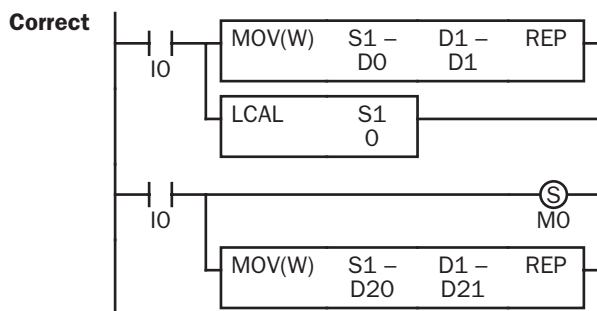 Correct
MOV(W) S1 – D1 – REP
I0 D0 D1
LCAL S1
0
I0 M0
S
MOV(W) S1 – D1 – REP
D20 D21